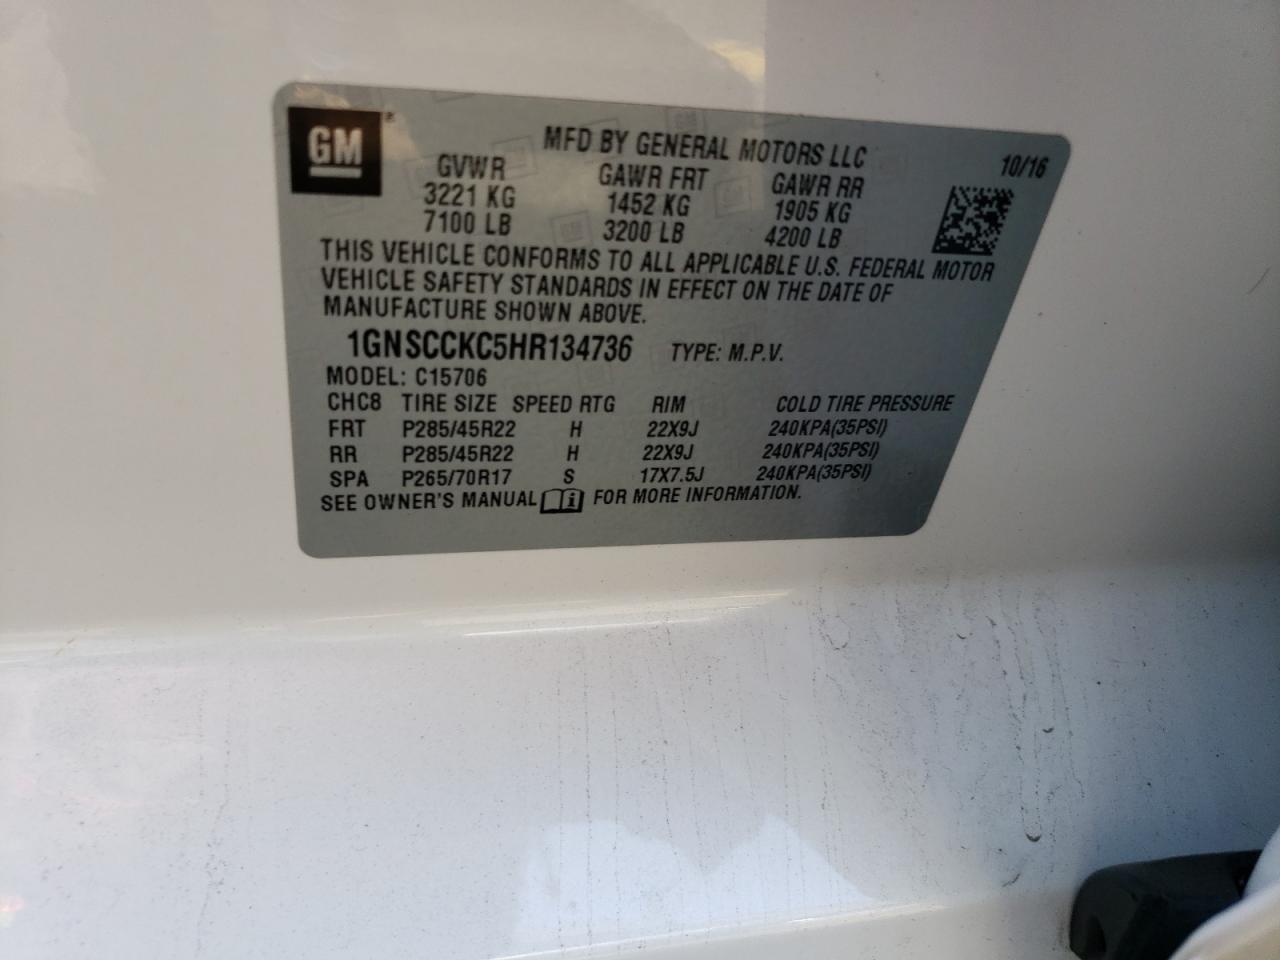 GM®
MFD BY GENERAL MOTORS LLC
10/16
GVWR GAWR FRT GAWR RR
3221 KG 1452 KG 1905 KG
7100 LB 3200 LB 4200 LB
THIS VEHICLE CONFORMS TO ALL APPLICABLE U.S. FEDERAL MOTOR
VEHICLE SAFETY STANDARDS IN EFFECT ON THE DATE OF
MANUFACTURE SHOWN ABOVE.
1GNSCCKC5HR134736 TYPE: M.P.V.
MODEL: C15706
CHC8 TIRE SIZE SPEED RTG RIM COLD TIRE PRESSURE
FRT P285/45R22 H 22X9J 240KPA(35PSI)
RR P285/45R22 H 22X9J 240KPA(35PSI)
SPA P265/70R17 S 17X7.5J 240KPA(35PSI)
SEE OWNER'S MANUAL FOR MORE INFORMATION.